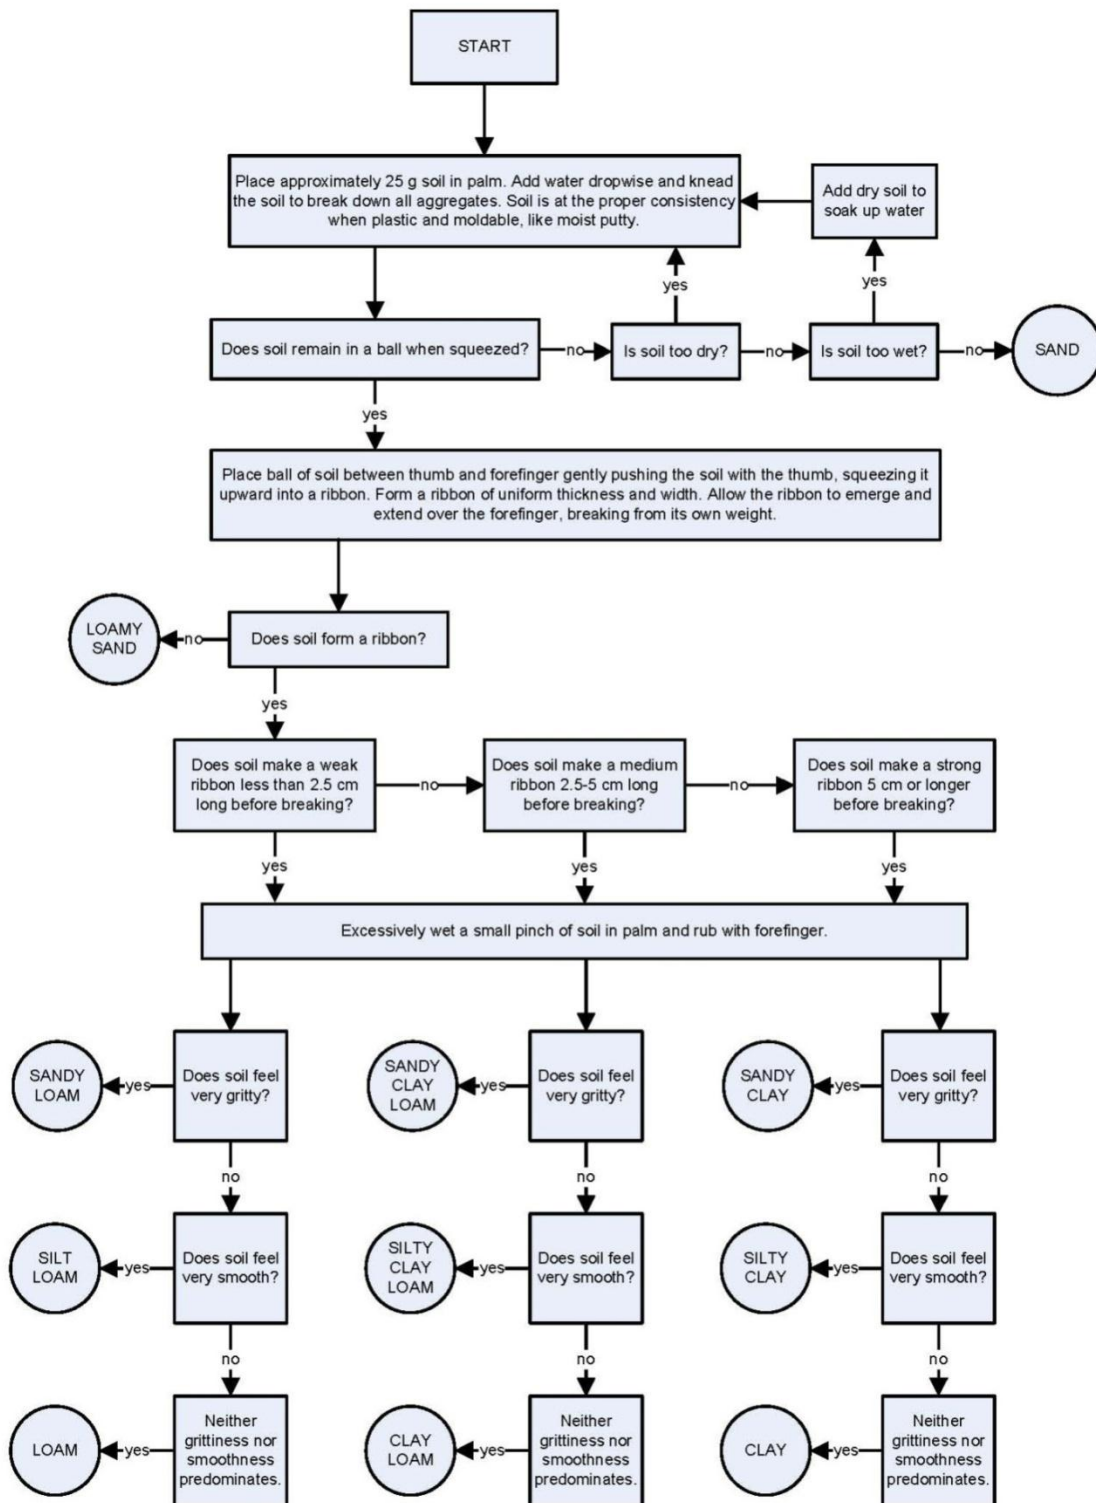 START
Place approximately 25 g soil in palm. Add water dropwise and knead
the soil to break down all aggregates. Soil is at the proper consistency
when plastic and moldable, like moist putty.
Add dry soil to
soak up water
yes
yes
Does soil remain in a ball when squeezed?
no
Is soil too dry?
no
Is soil too wet?
no
SAND
yes
Place ball of soil between thumb and forefinger gently pushing the soil with the thumb, squeezing it
upward into a ribbon. Form a ribbon of uniform thickness and width. Allow the ribbon to emerge and
extend over the forefinger, breaking from its own weight.
LOAMY
SAND
no
Does soil form a ribbon?
yes
Does soil make a weak
ribbon less than 2.5 cm
long before breaking?
no
Does soil make a medium
ribbon 2.5-5 cm long
before breaking?
no
Does soil make a strong
ribbon 5 cm or longer
before breaking?
yes
yes
yes
Excessively wet a small pinch of soil in palm and rub with forefinger.
SANDY
LOAM
yes
Does soil feel
very gritty?
SANDY
CLAY
LOAM
yes
Does soil feel
very gritty?
SANDY
CLAY
yes
Does soil feel
very gritty?
no
no
no
SILT
LOAM
yes
Does soil feel
very smooth?
SILTY
CLAY
LOAM
yes
Does soil feel
very smooth?
SILTY
CLAY
yes
Does soil feel
very smooth?
no
no
no
LOAM
yes
Neither
grittiness nor
smoothness
predominates.
CLAY
LOAM
yes
Neither
grittiness nor
smoothness
predominates.
CLAY
yes
Neither
grittiness nor
smoothness
predominates.